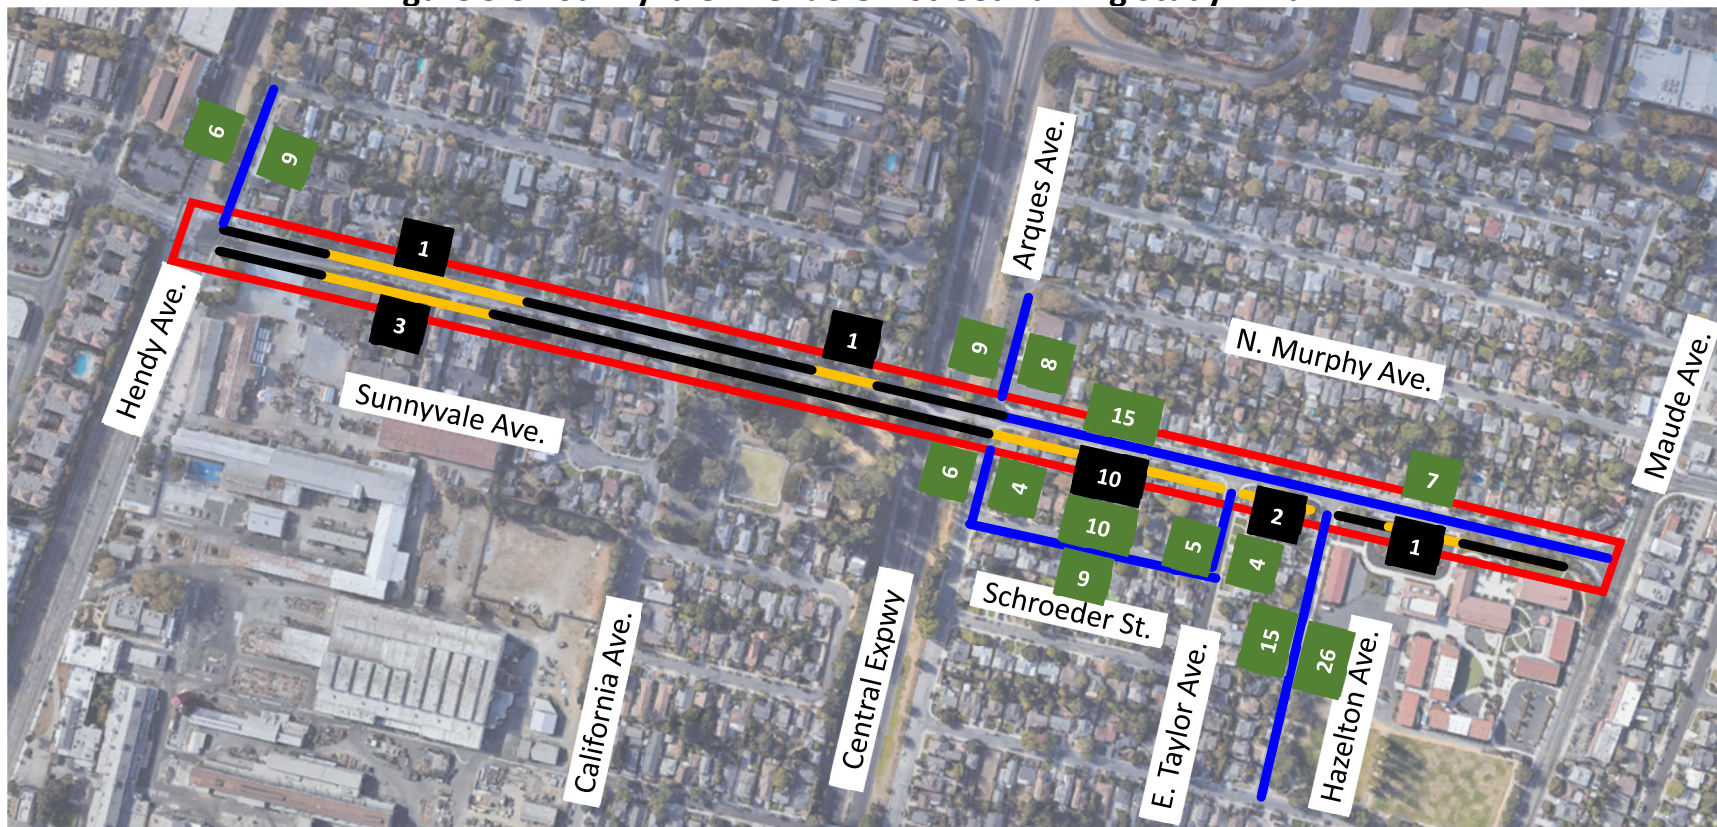 6
9
1
Hendy Ave.
3
Sunnyvale Ave.
1
Arques Ave.
9
8
15
N. Murphy Ave.
Maude Ave.
7
6
4
10
10
9
5
2
4
1
Schroeder St.
15
26
California Ave.
Central Expwy
E. Taylor Ave.
Hazelton Ave.